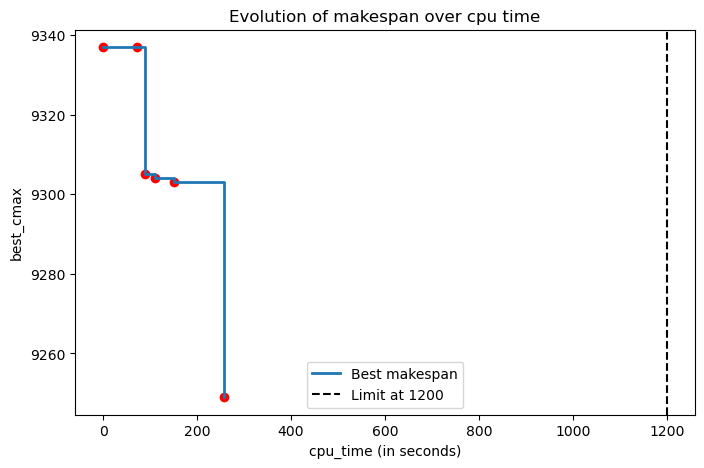 Evolution of makespan over cpu time
best_cmax
9340
9320
9300
9280
9260
0
200
400
600
800
1000
1200
cpu_time (in seconds)
Best makespan
Limit at 1200